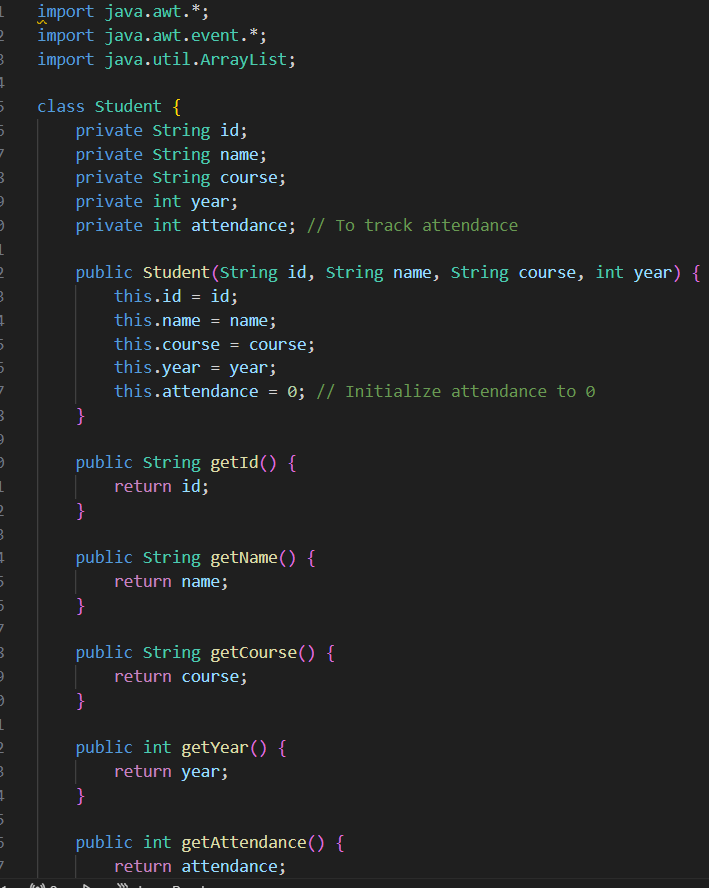 import java.awt.*;
import java.awt.event.*;
import java.util.ArrayList;
class Student {
private String id;
private String name;
private String course;
private int year;
private int attendance; // To track attendance
public Student(String id, String name, String course, int year) {
this.id = id;
this.name = name;
this.course = course;
this.year = year;
this.attendance = 0; // Initialize attendance to 0
}
public String getId() {
return id;
}
public String getName() {
return name;
}
public String getCourse() {
return course;
}
public int getYear() {
return year;
}
public int getAttendance() {
return attendance;